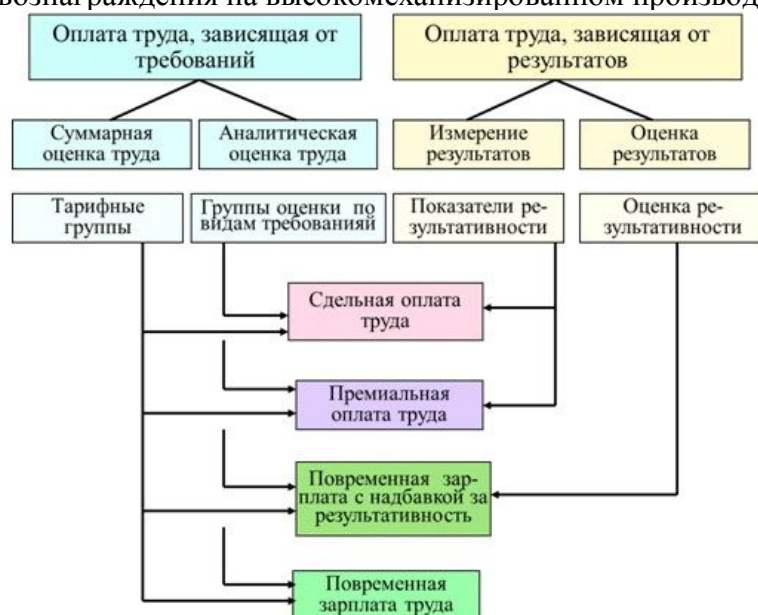 вознаграждения на высокомеханизированном производ
Оплата труда, зависящая от
требований
Оплата труда, зависящая от
результатов
Суммарная
оценка труда
Аналитическая
оценка труда
Измерение
результатов
Оценка
результатов
Тарифные
группы
Группы оценки по
видам требованияй
Показатели ре-
зультативности
Оценка ре-
зультативности
Сдельная оплата
труда
Премиальная
оплата труда
Повременная зар-
плата с надбавкой за
результативность
Повременная
зарплата труда